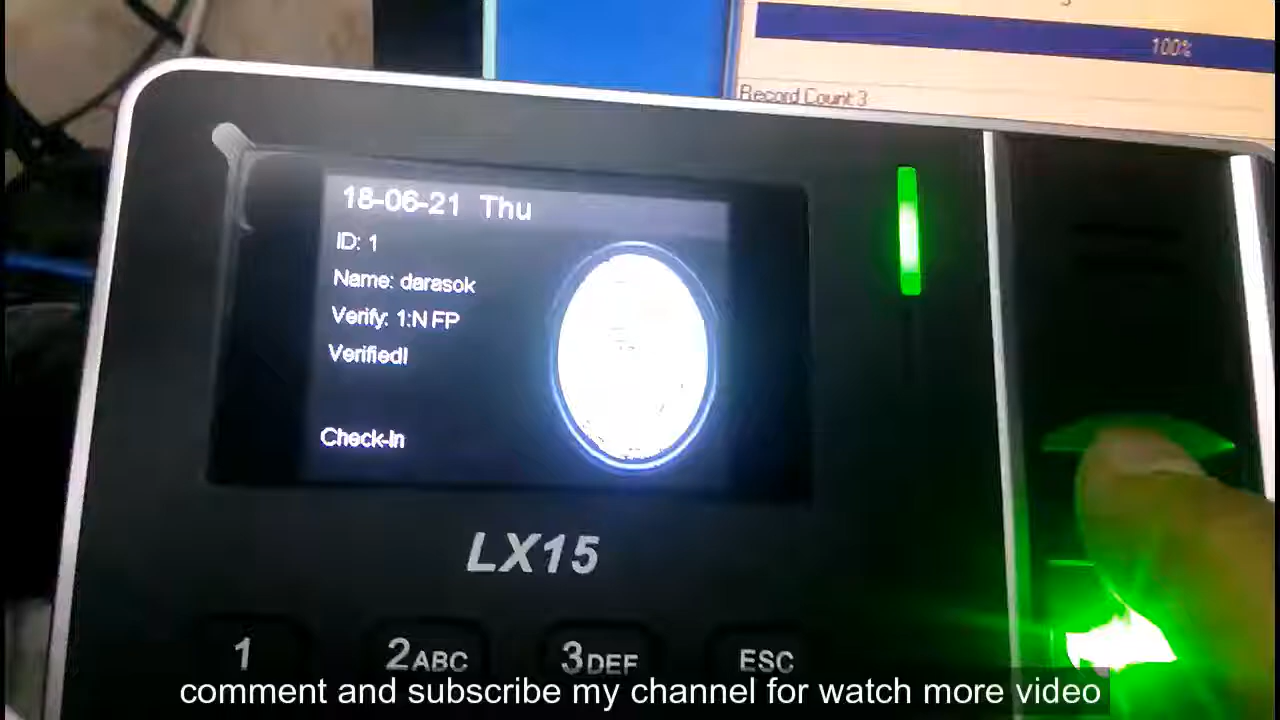 100%
Record Count 3
18-06-21 Thu
ID: 1
Name: darasok
Verify: 1:N FP
Verified!
Check-In
LX15
1 2ABC 3DEF ESC
comment and subscribe my channel for watch more video